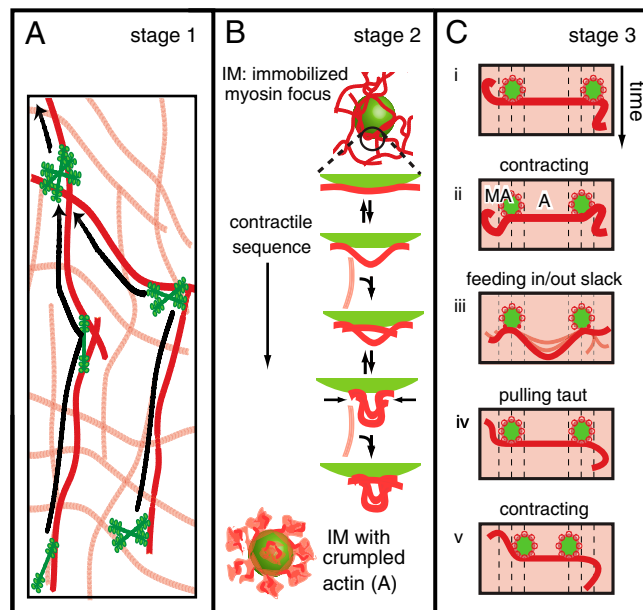 A
stage 1
B
stage 2
IM: immobilized
myosin focus
contractile
sequence
IM with
crumpled
actin (A)
C
stage 3
i
time
contracting
ii
MA
A
feeding in/out slack
iii
pulling taut
iv
contracting
v